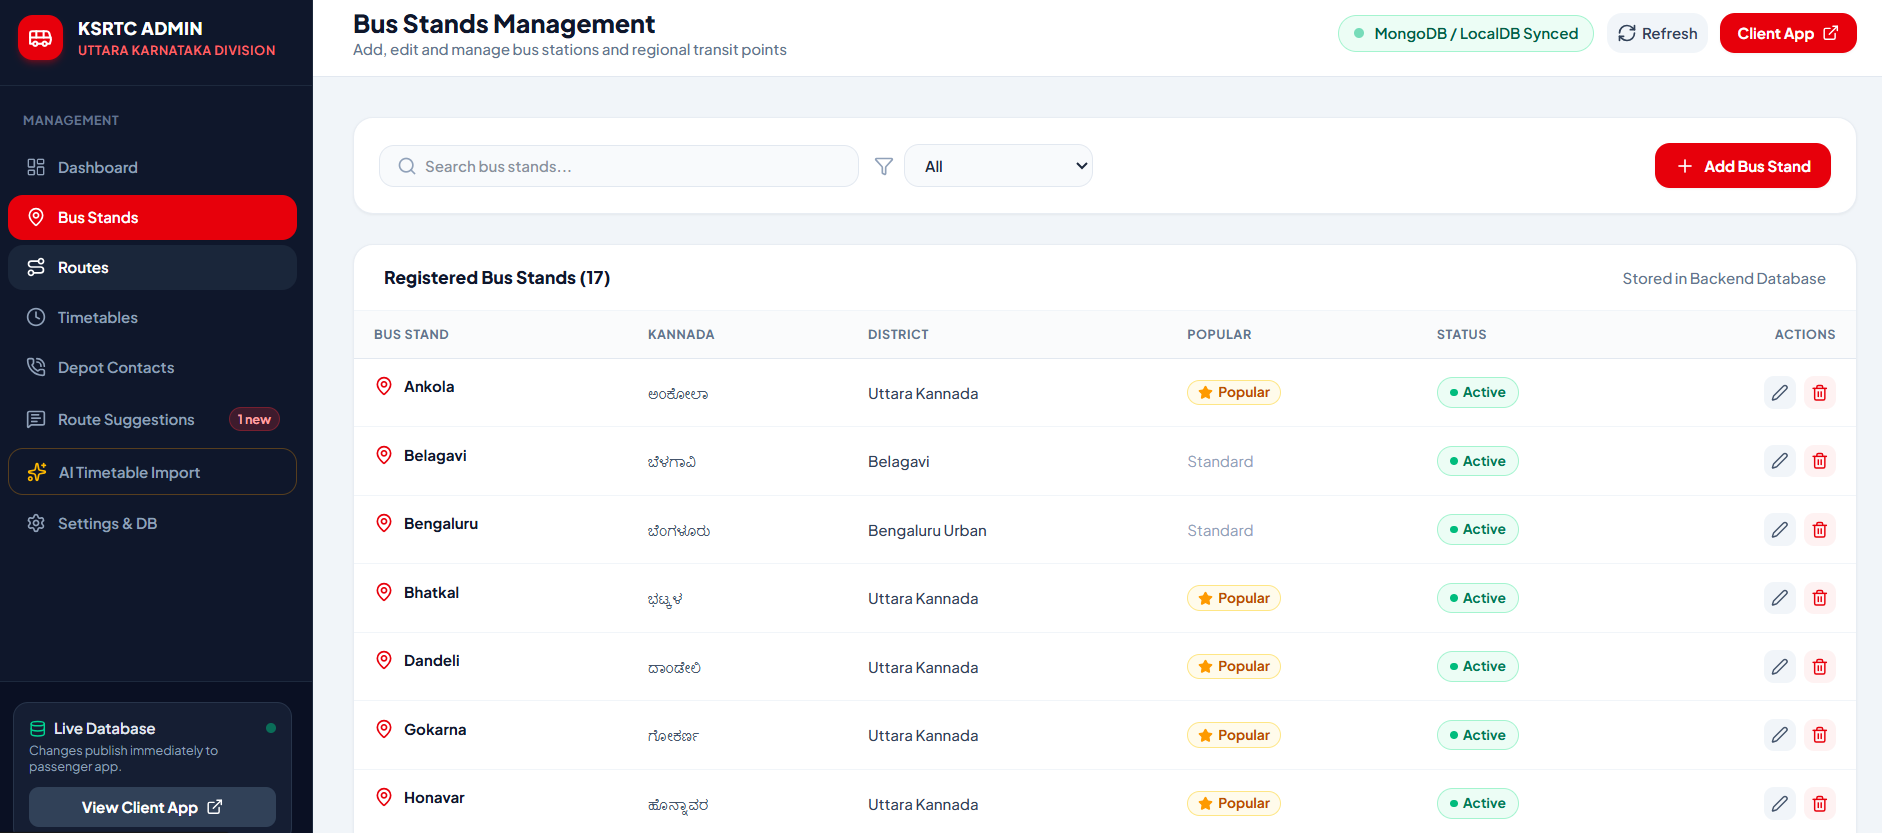 KSRTC ADMIN
UTTARA KARNATAKA DIVISION
MANAGEMENT
Dashboard
Bus Stands
Routes
Timetables
Depot Contacts
Route Suggestions 1 new
AI Timetable Import
Settings & DB
Live Database
Changes publish immediately to
passenger app.
View Client App
Bus Stands Management
Add, edit and manage bus stations and regional transit points
MongoDB / LocalDB Synced
Refresh
Client App
Search bus stands...
All
Add Bus Stand
Registered Bus Stands (17)
Stored in Backend Database
BUS STAND KANNADA DISTRICT POPULAR STATUS ACTIONS
Ankola ಅಂಕೋಲಾ Uttara Kannada Popular Active
Belagavi ಬೆಳಗಾವಿ Belagavi Standard Active
Bengaluru ಬೆಂಗಳೂರು Bengaluru Urban Standard Active
Bhatkal ಭಟ್ಕಳ Uttara Kannada Popular Active
Dandeli ದಾಂಡೇಲಿ Uttara Kannada Popular Active
Gokarna ಗೋಕರ್ಣ Uttara Kannada Popular Active
Honavar ಹೊನ್ನಾವರ Uttara Kannada Popular Active